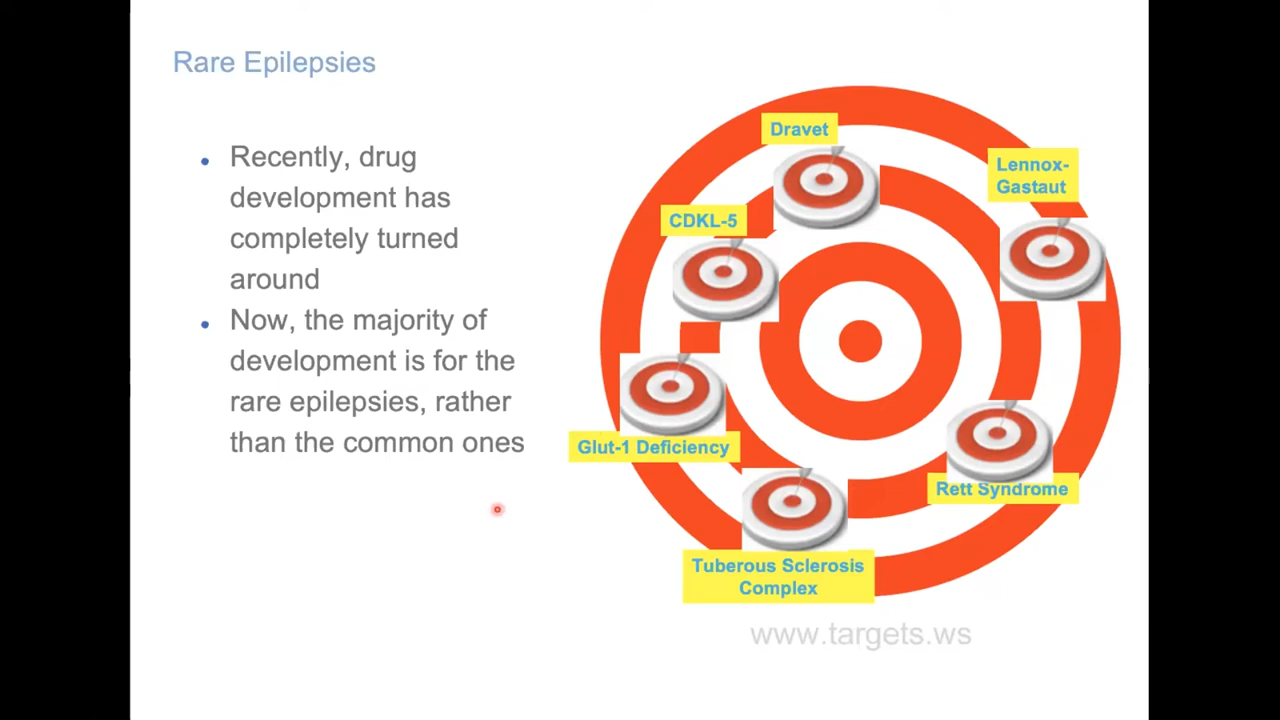 Rare Epilepsies
Recently, drug
development has
completely turned
around
Now, the majority of
development is for the
rare epilepsies, rather
than the common ones
Dravet
Lennox-
Gastaut
CDKL-5
Glut-1 Deficiency
Rett Syndrome
Tuberous Sclerosis
Complex
www.targets.ws